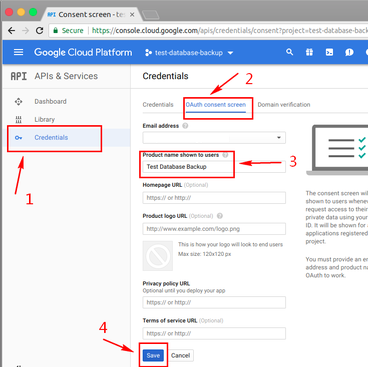 Consent screen - test-
Secure
https://console.cloud.google.com/apis/credentials/consent?project=test-database-back
Google Cloud Platform
test-database-backup
API APIs & Services
Credentials
2
Dashboard
Library
Credentials
Credentials
OAuth consent screen
Domain verification
Email address
Product name shown to users
Test Database Backup
3
1
Homepage URL (Optional)
https:// or http://
Product logo URL (Optional)
http://www.example.com/logo.png
This is how your logo will look to end users
Max size: 120x120 px
Privacy policy URL
Optional until you deploy your app
https:// or http://
Terms of service URL (Optional)
https:// or http://
4
Save
Cancel
The consent screen will
shown to users wheneve
request access to their
private data using your
ID. It will be shown for a
applications registered
project.
You must provide an em
address and product na
OAuth to work.